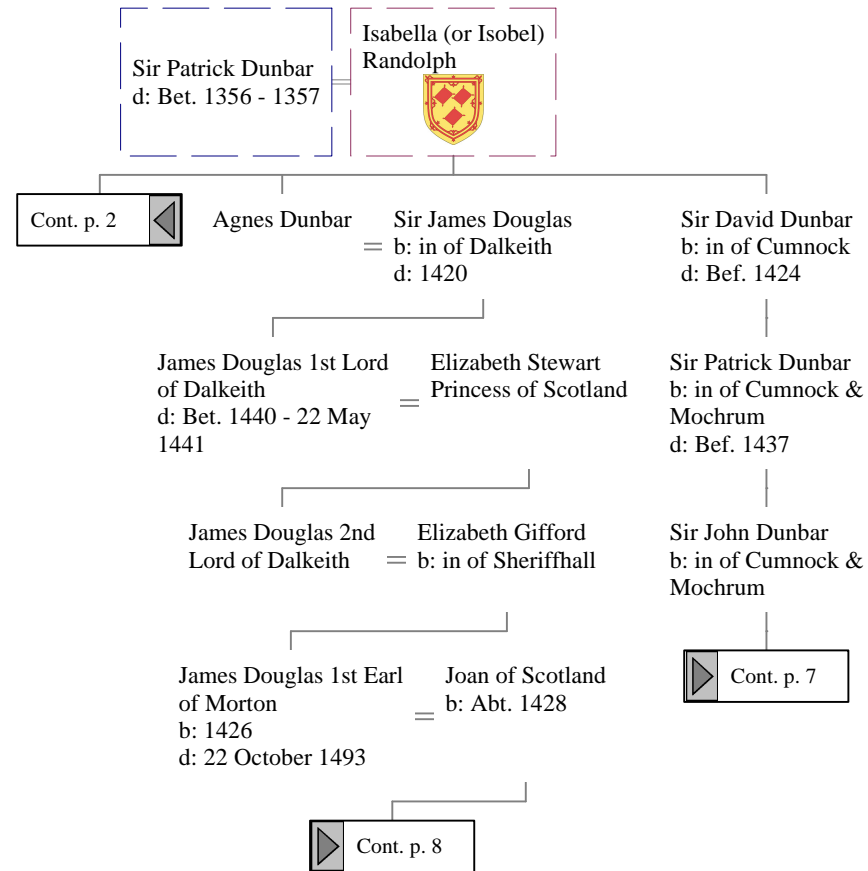 Sir Patrick Dunbar
d: Bet. 1356 - 1357
Isabella (or Isobel)
Randolph
Cont. p. 2
Agnes Dunbar
Sir James Douglas
b: in of Dalkeith
d: 1420
Sir David Dunbar
b: in of Cumnock
d: Bef. 1424
James Douglas 1st Lord
of Dalkeith
d: Bet. 1440 - 22 May
1441
Elizabeth Stewart
Princess of Scotland
Sir Patrick Dunbar
b: in of Cumnock &
Mochrum
d: Bef. 1437
James Douglas 2nd
Lord of Dalkeith
Elizabeth Gifford
b: in of Sheriffhall
Sir John Dunbar
b: in of Cumnock &
Mochrum
James Douglas 1st Earl
of Morton
b: 1426
d: 22 October 1493
Joan of Scotland
b: Abt. 1428
Cont. p. 7
Cont. p. 8